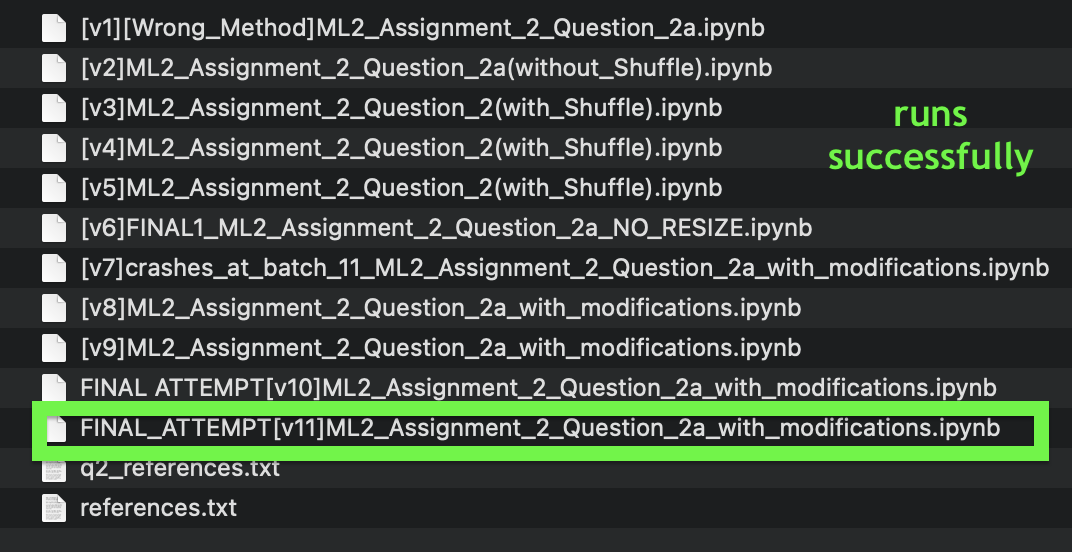 [v1][Wrong_Method]ML2_Assignment_2_Question_2a.ipynb
[v2]ML2_Assignment_2_Question_2a(without_Shuffle).ipynb
[v3]ML2_Assignment_2_Question_2(with_Shuffle).ipynb
runs
[v4]ML2_Assignment_2_Question_2(with_Shuffle).ipynb
successfully
[v5]ML2_Assignment_2_Question_2(with_Shuffle).ipynb
[v6]FINAL1_ML2_Assignment_2_Question_2a_NO_RESIZE.ipynb
[v7]crashes_at_batch_11_ML2_Assignment_2_Question_2a_with_modifications.ipynb
[v8]ML2_Assignment_2_Question_2a_with_modifications.ipynb
[v9]ML2_Assignment_2_Question_2a_with_modifications.ipynb
FINAL ATTEMPT[v10]ML2_Assignment_2_Question_2a_with_modifications.ipynb
FINAL_ATTEMPT[v11]ML2_Assignment_2_Question_2a_with_modifications.ipynb
q2_references.txt
references.txt